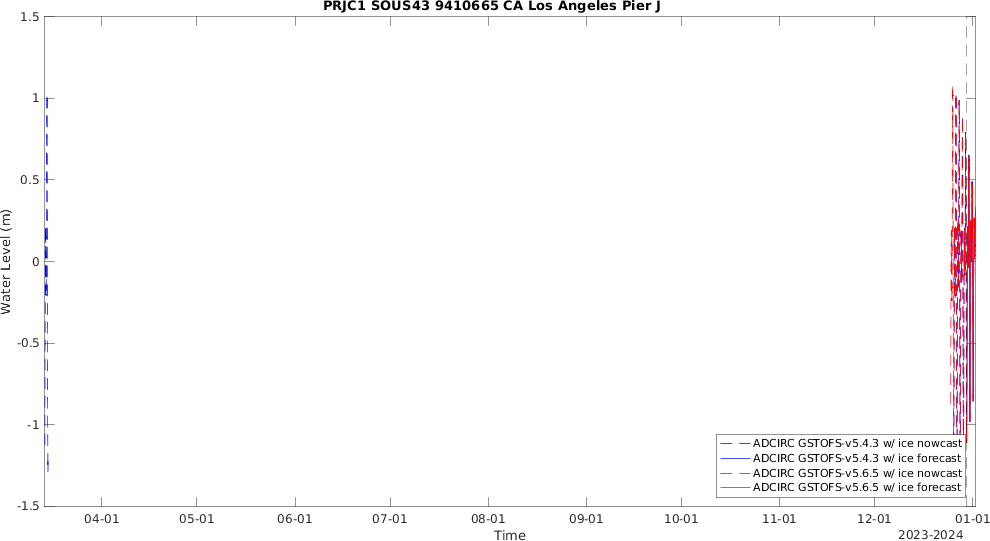 PRJC1 SOUS43 9410665 CA Los Angeles Pier J
1.5
1
0.5
0
-0.5
-1
-1.5
Water Level (m)
ADCIRC GSTOFS-v5.4.3 w/ ice nowcast
ADCIRC GSTOFS-v5.4.3 w/ ice forecast
ADCIRC GSTOFS-v5.6.5 w/ ice nowcast
ADCIRC GSTOFS-v5.6.5 w/ ice forecast
04-01 05-01 06-01 07-01 08-01 09-01 10-01 11-01 12-01 01-01
Time
2023-2024